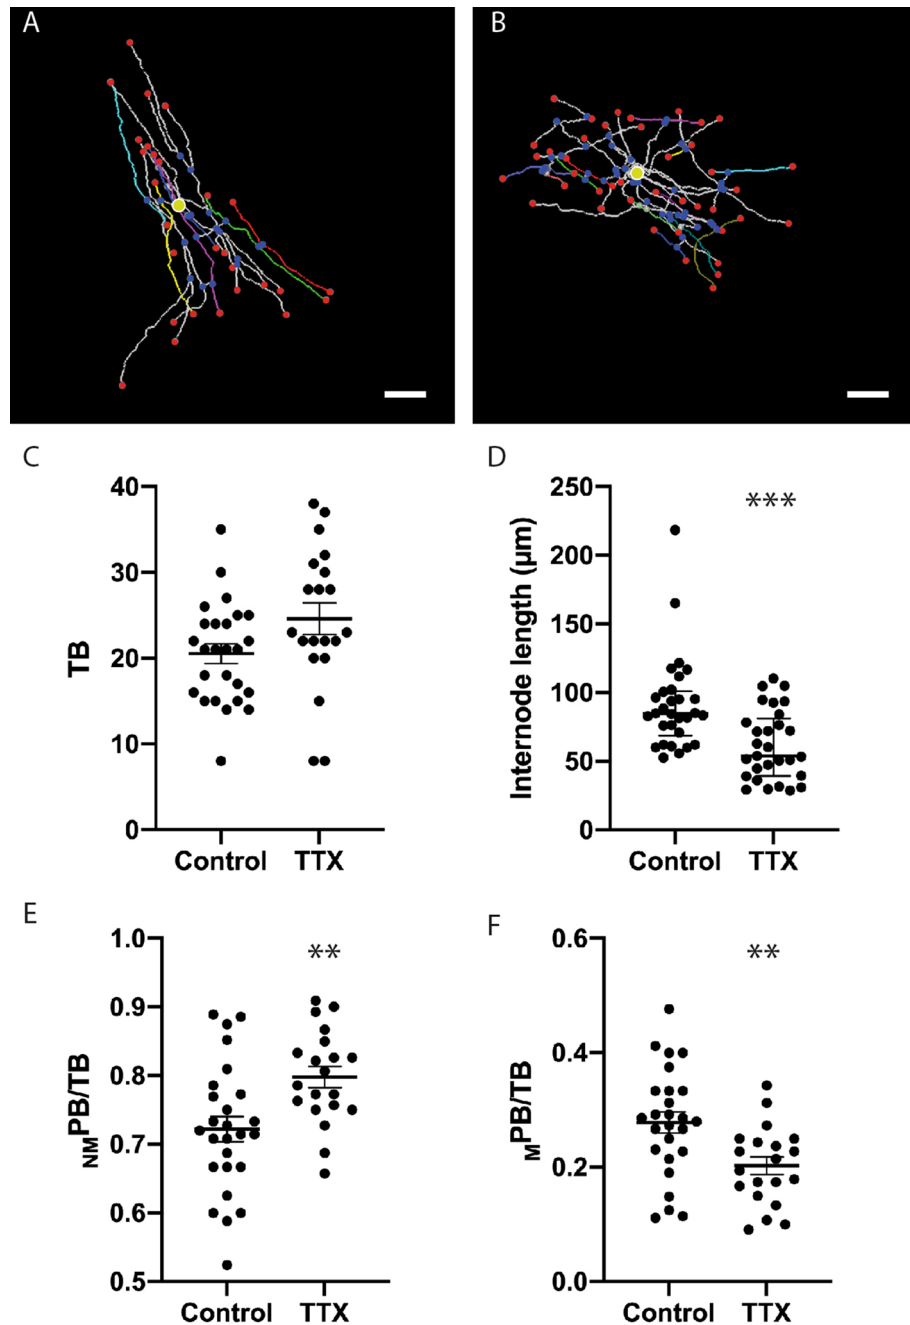 A
B
C
40
30
20
10
0
TB
Control
TTX
D
250
200
150
100
50
0
Internode length (μm)
***
Control
TTX
E
1.0
0.9
0.8
0.7
0.6
0.5
NMPB/TB
**
Control
TTX
F
0.6
0.4
0.2
0.0
MPB/TB
**
Control
TTX